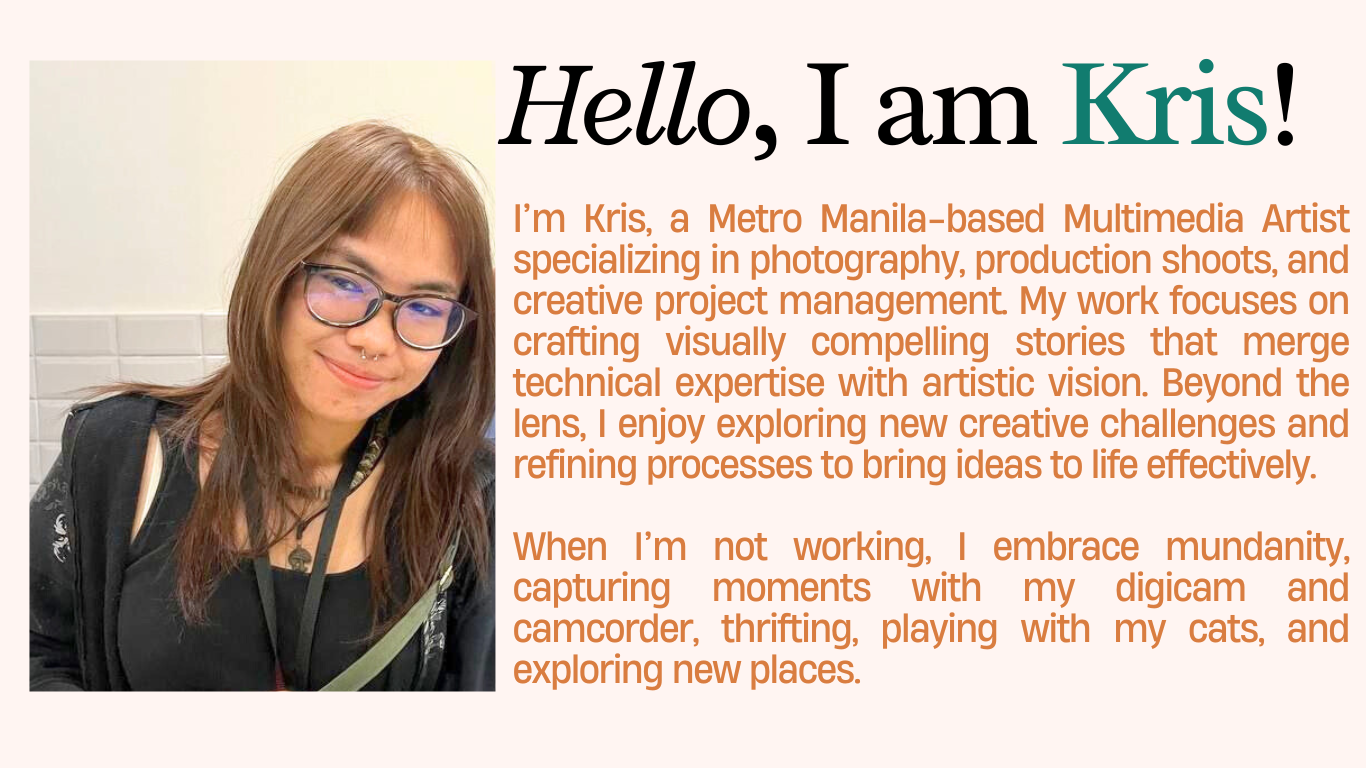 Hello, I am Kris!
I’m Kris, a Metro Manila-based Multimedia Artist
specializing in photography, production shoots, and
creative project management. My work focuses on
crafting visually compelling stories that merge
technical expertise with artistic vision. Beyond the
lens, I enjoy exploring new creative challenges and
refining processes to bring ideas to life effectively.
When I’m not working, I embrace mundanity,
capturing moments with my digicam and
camcorder, thrifting, playing with my cats, and
exploring new places.